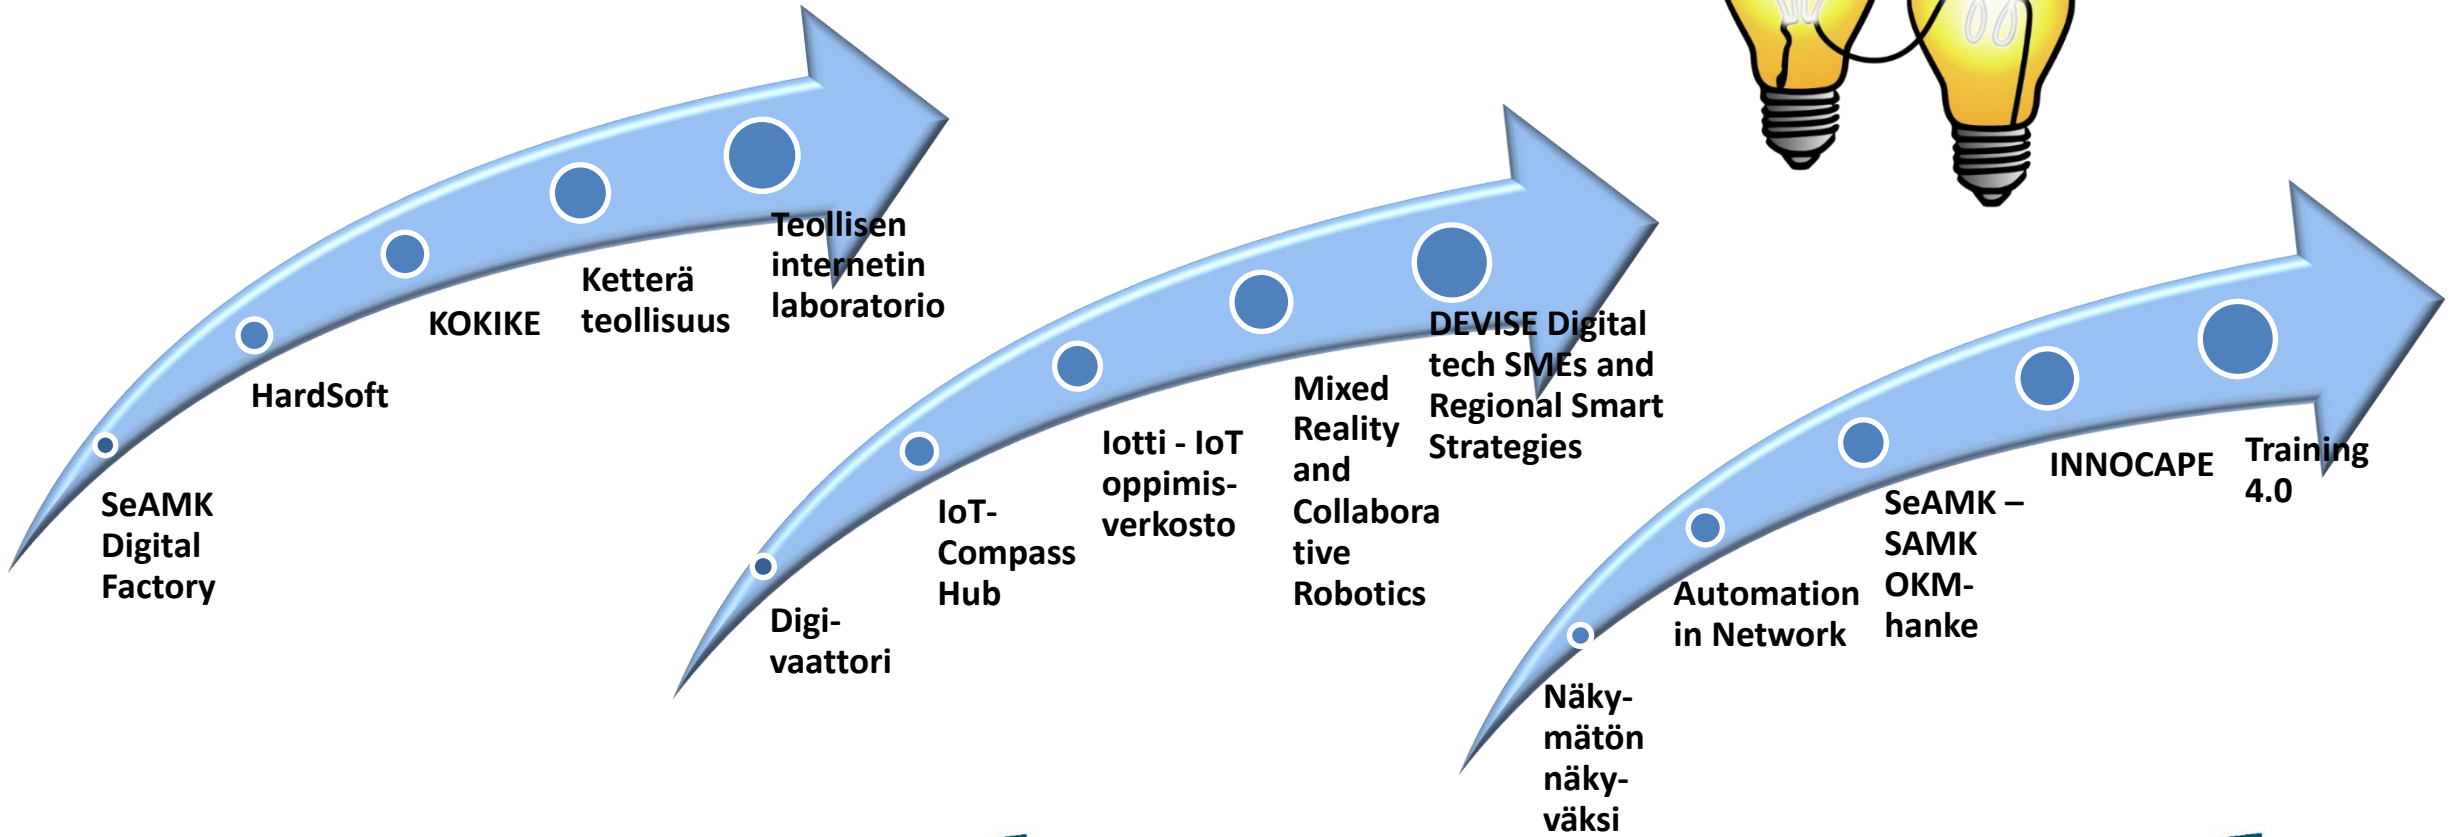 SeAMK
Digital
Factory
HardSoft
KOKIKE
Ketterä
teollisuus
Teollisen
internetin
laboratorio
Digi-
vaattori
IoT-
Compass
Hub
Iotti - IoT
oppimis-
verkosto
Mixed
Reality
and
Collabora
tive
Robotics
DEVISE Digital
tech SMEs and
Regional Smart
Strategies
Näky-
mätön
näky-
väksi
Automation
in Network
SeAMK –
SAMK
OKM-
hanke
INNOCAPE
Training
4.0